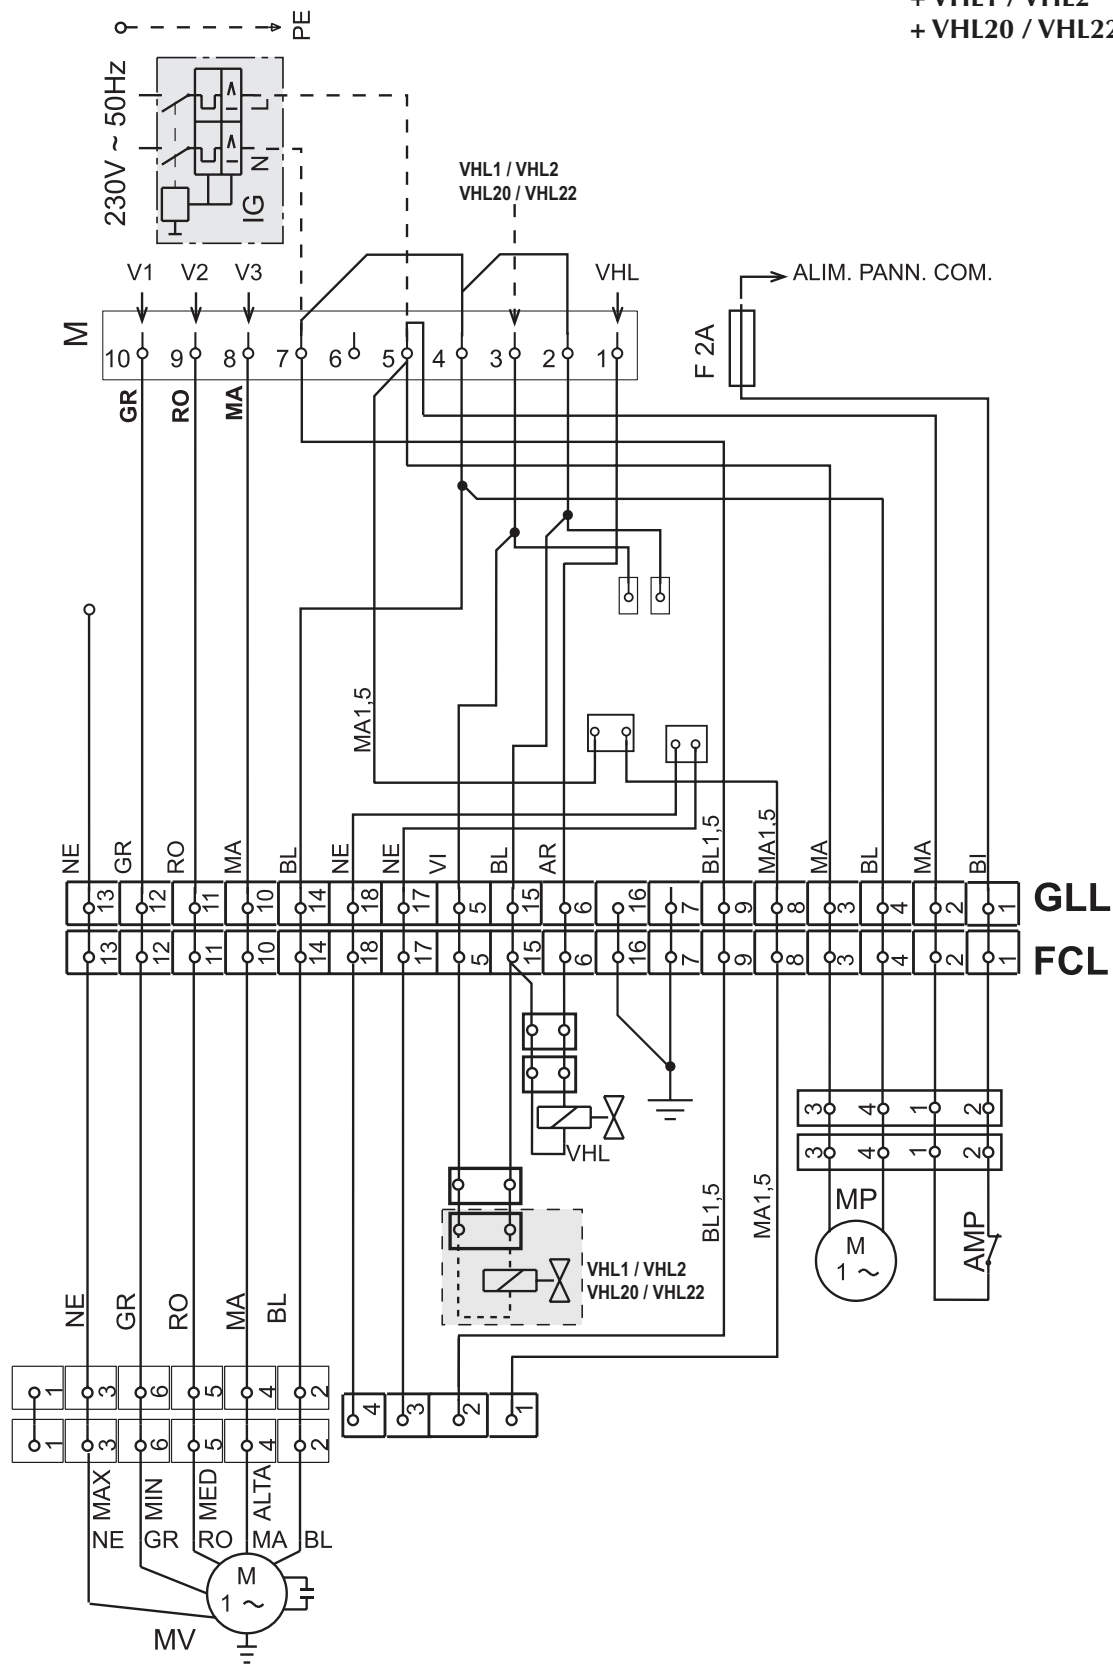 + VHL1 / VHL2
+ VHL20 / VHL22
PE
230V ~ 50Hz
L
N
IG
VHL1 / VHL2
VHL20 / VHL22
V1 V2 V3 VHL
ALIM. PANN. COM.
M
10 9 8 7 6 5 4 3 2 1
F 2A
GR RO MA
MA1,5
NE GR RO MA BL NE NE VI BL AR BL1,5 MA1,5 MA BL MA BI
13 12 11 10 14 18 17 5 15 6 16 7 9 8 3 4 2 1
GLL
13 12 11 10 14 18 17 5 15 6 16 7 9 8 3 4 2 1
FCL
3 4 1 2
VHL
3 4 1 2
BL1,5 MA1,5
MP
M
1 ~
AMP
VHL1 / VHL2
VHL20 / VHL22
NE GR RO MA BL
1 3 6 5 4 2
4 3 2 1
1 3 6 5 4 2
MAX MIN MED ALTA
NE GR RO MA BL
M
1 ~
MV